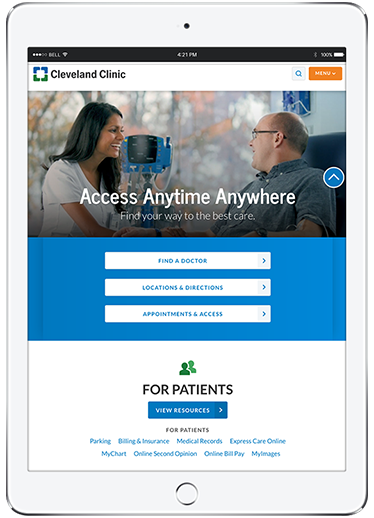 BELL 4:21 PM 100%
Cleveland Clinic MENU
Access Anytime Anywhere
Find your way to the best care.
FIND A DOCTOR
LOCATIONS & DIRECTIONS
APPOINTMENTS & ACCESS
FOR PATIENTS
VIEW RESOURCES
FOR PATIENTS
Parking Billing & Insurance Medical Records Express Care Online
MyChart Online Second Opinion Online Bill Pay MyImages